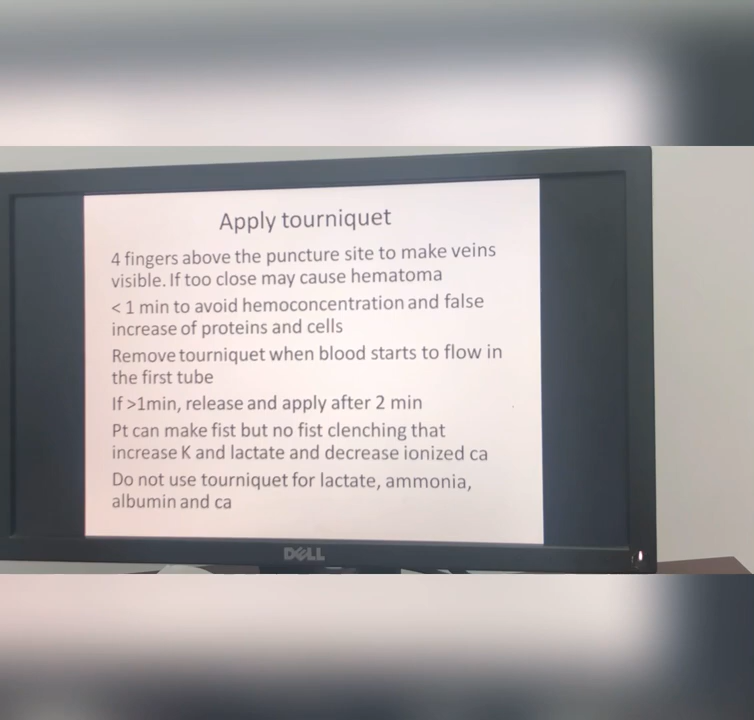 Apply tourniquet
4 fingers above the puncture site to make veins
visible. If too close may cause hematoma
< 1 min to avoid hemoconcentration and false
increase of proteins and cells
Remove tourniquet when blood starts to flow in
the first tube
If >1min, release and apply after 2 min
Pt can make fist but no fist clenching that
increase K and lactate and decrease ionized ca
Do not use tourniquet for lactate, ammonia,
albumin and ca
DELL